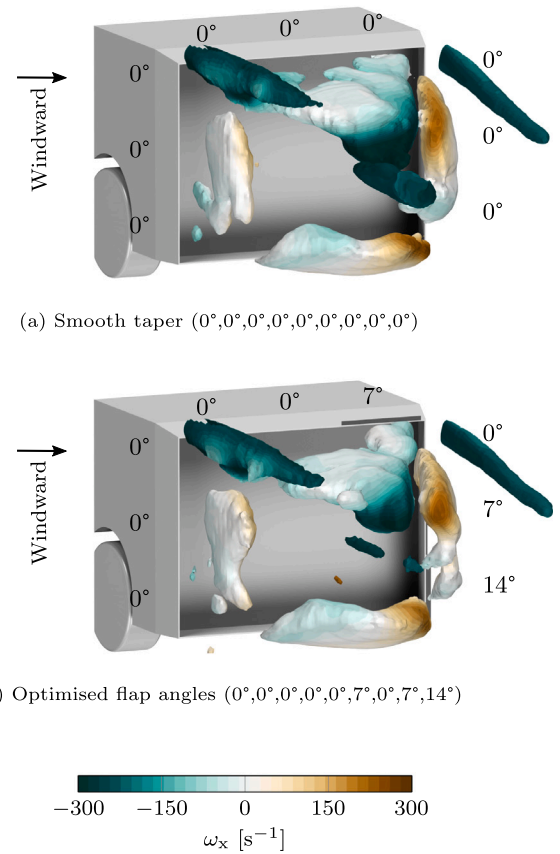 0° 0° 0°
0° 0°
Windward
0° 0°
0° 0°
(a) Smooth taper (0°,0°,0°,0°,0°,0°,0°,0°,0°)
0° 0° 7°
0° 0°
Windward
0° 7°
0° 14°
) Optimised flap angles (0°,0°,0°,0°,0°,7°,0°,7°,14°)
−300 −150 0 150 300
ωx [s−1]